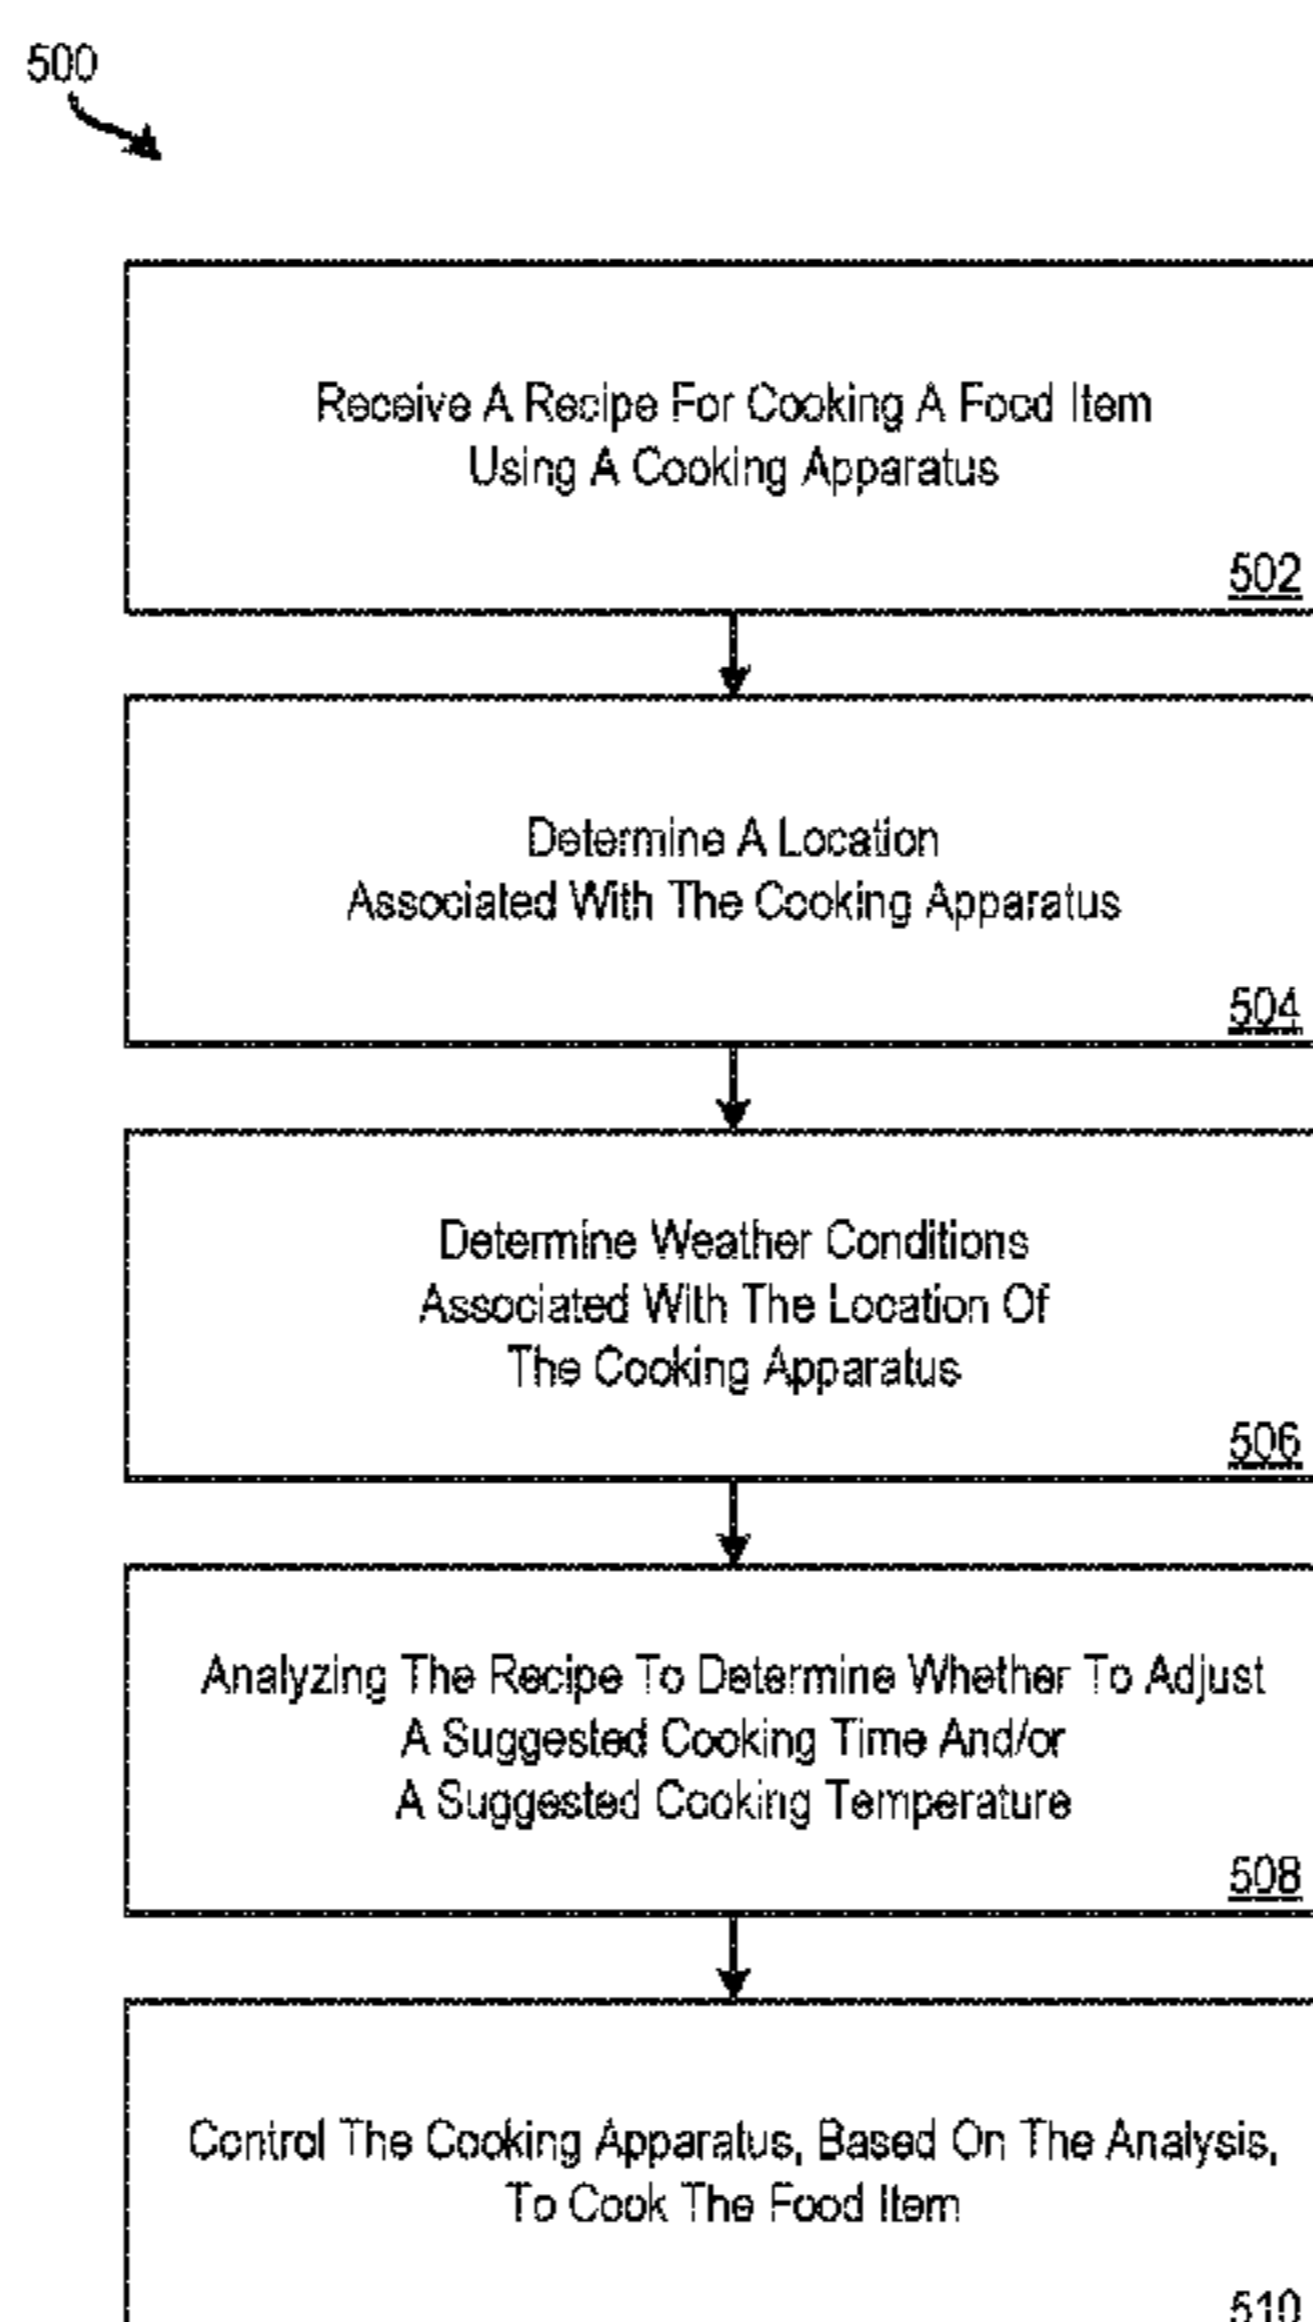 500
Receive A Recipe For Cooking A Food Item
Using A Cooking Apparatus
502
Determine A Location
Associated With The Cooking Apparatus
504
Determine Weather Conditions
Associated With The Location Of
The Cooking Apparatus
506
Analyzing The Recipe To Determine Whether To Adjust
A Suggested Cooking Time And/or
A Suggested Cooking Temperature
508
Control The Cooking Apparatus, Based On The Analysis,
To Cook The Food Item
510